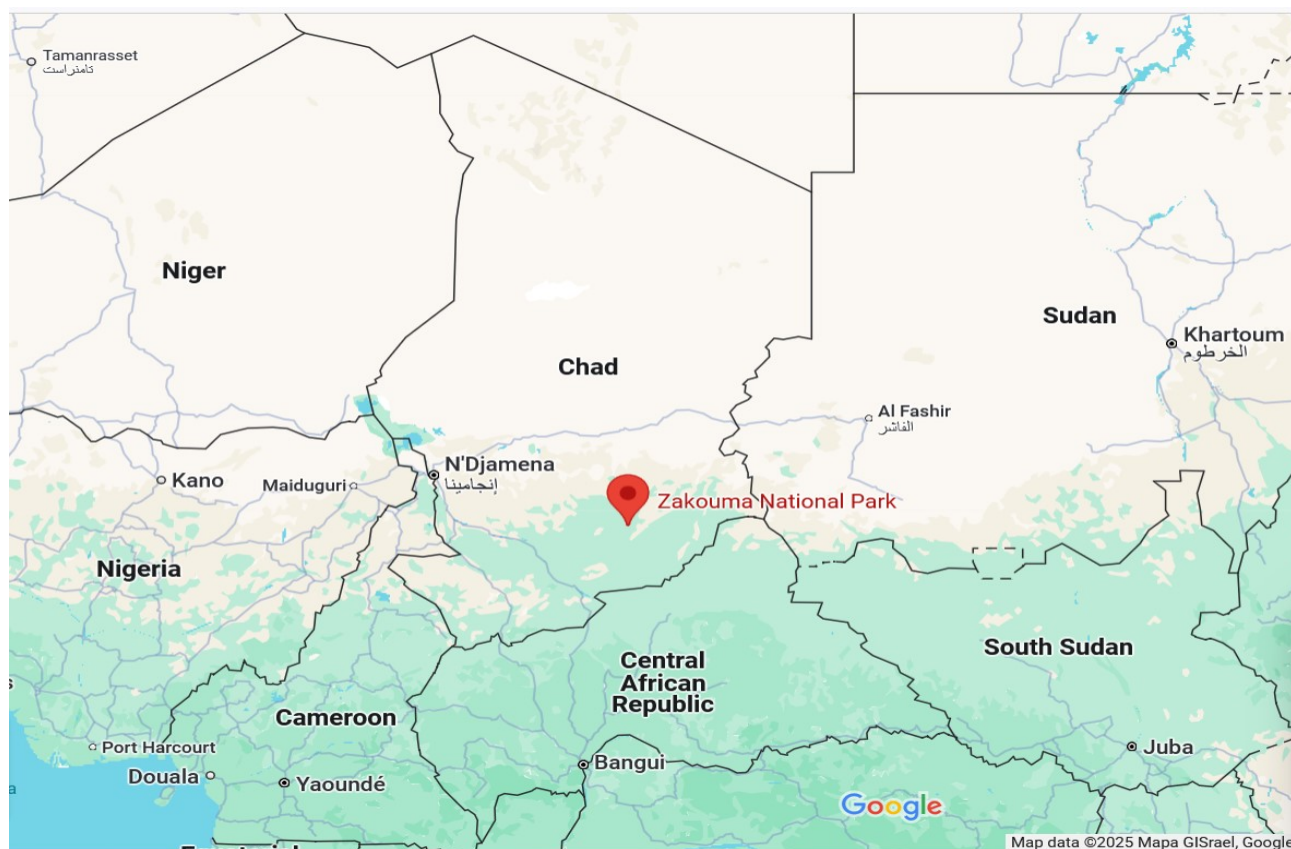 Tamanrasset
تامنراست
Niger
Chad
Sudan
Khartoum
الخرطوم
Al Fashir
الفاشر
N'Djamena
إنجامينا
Kano
Maiduguri
Zakouma National Park
Nigeria
South Sudan
Central
African
Republic
Cameroon
Port Harcourt
Douala
Yaoundé
Bangui
Juba
Google
Map data ©2025 Mapa GISrael, Google